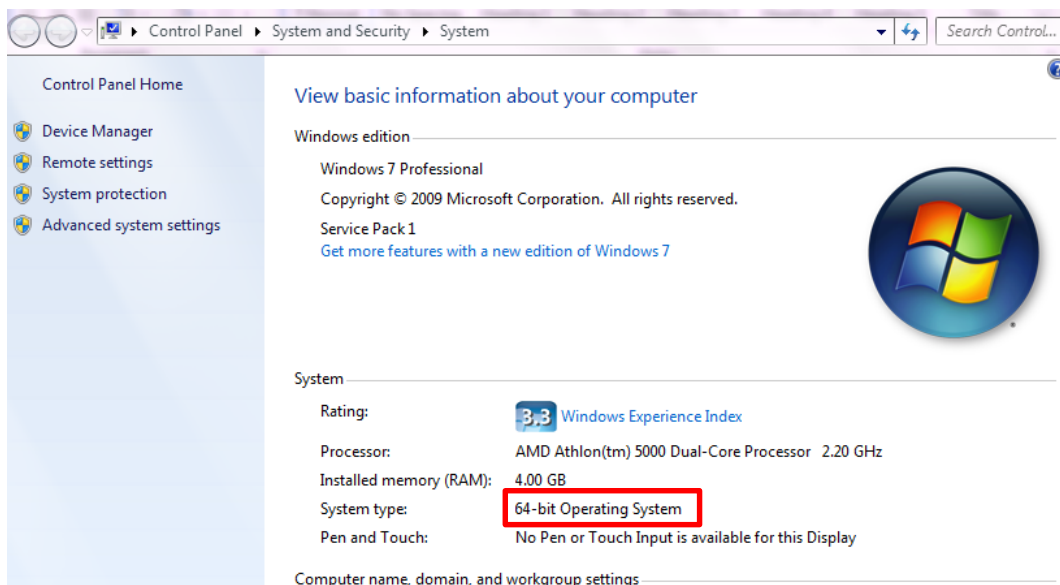 Control Panel ▸ System and Security ▸ System
Search Control...
Control Panel Home
Device Manager
Remote settings
System protection
Advanced system settings
View basic information about your computer
Windows edition
Windows 7 Professional
Copyright © 2009 Microsoft Corporation. All rights reserved.
Service Pack 1
Get more features with a new edition of Windows 7
System
Rating: 3,3 Windows Experience Index
Processor: AMD Athlon(tm) 5000 Dual-Core Processor 2.20 GHz
Installed memory (RAM): 4.00 GB
System type: 64-bit Operating System
Pen and Touch: No Pen or Touch Input is available for this Display
Computer name, domain, and workgroup settings